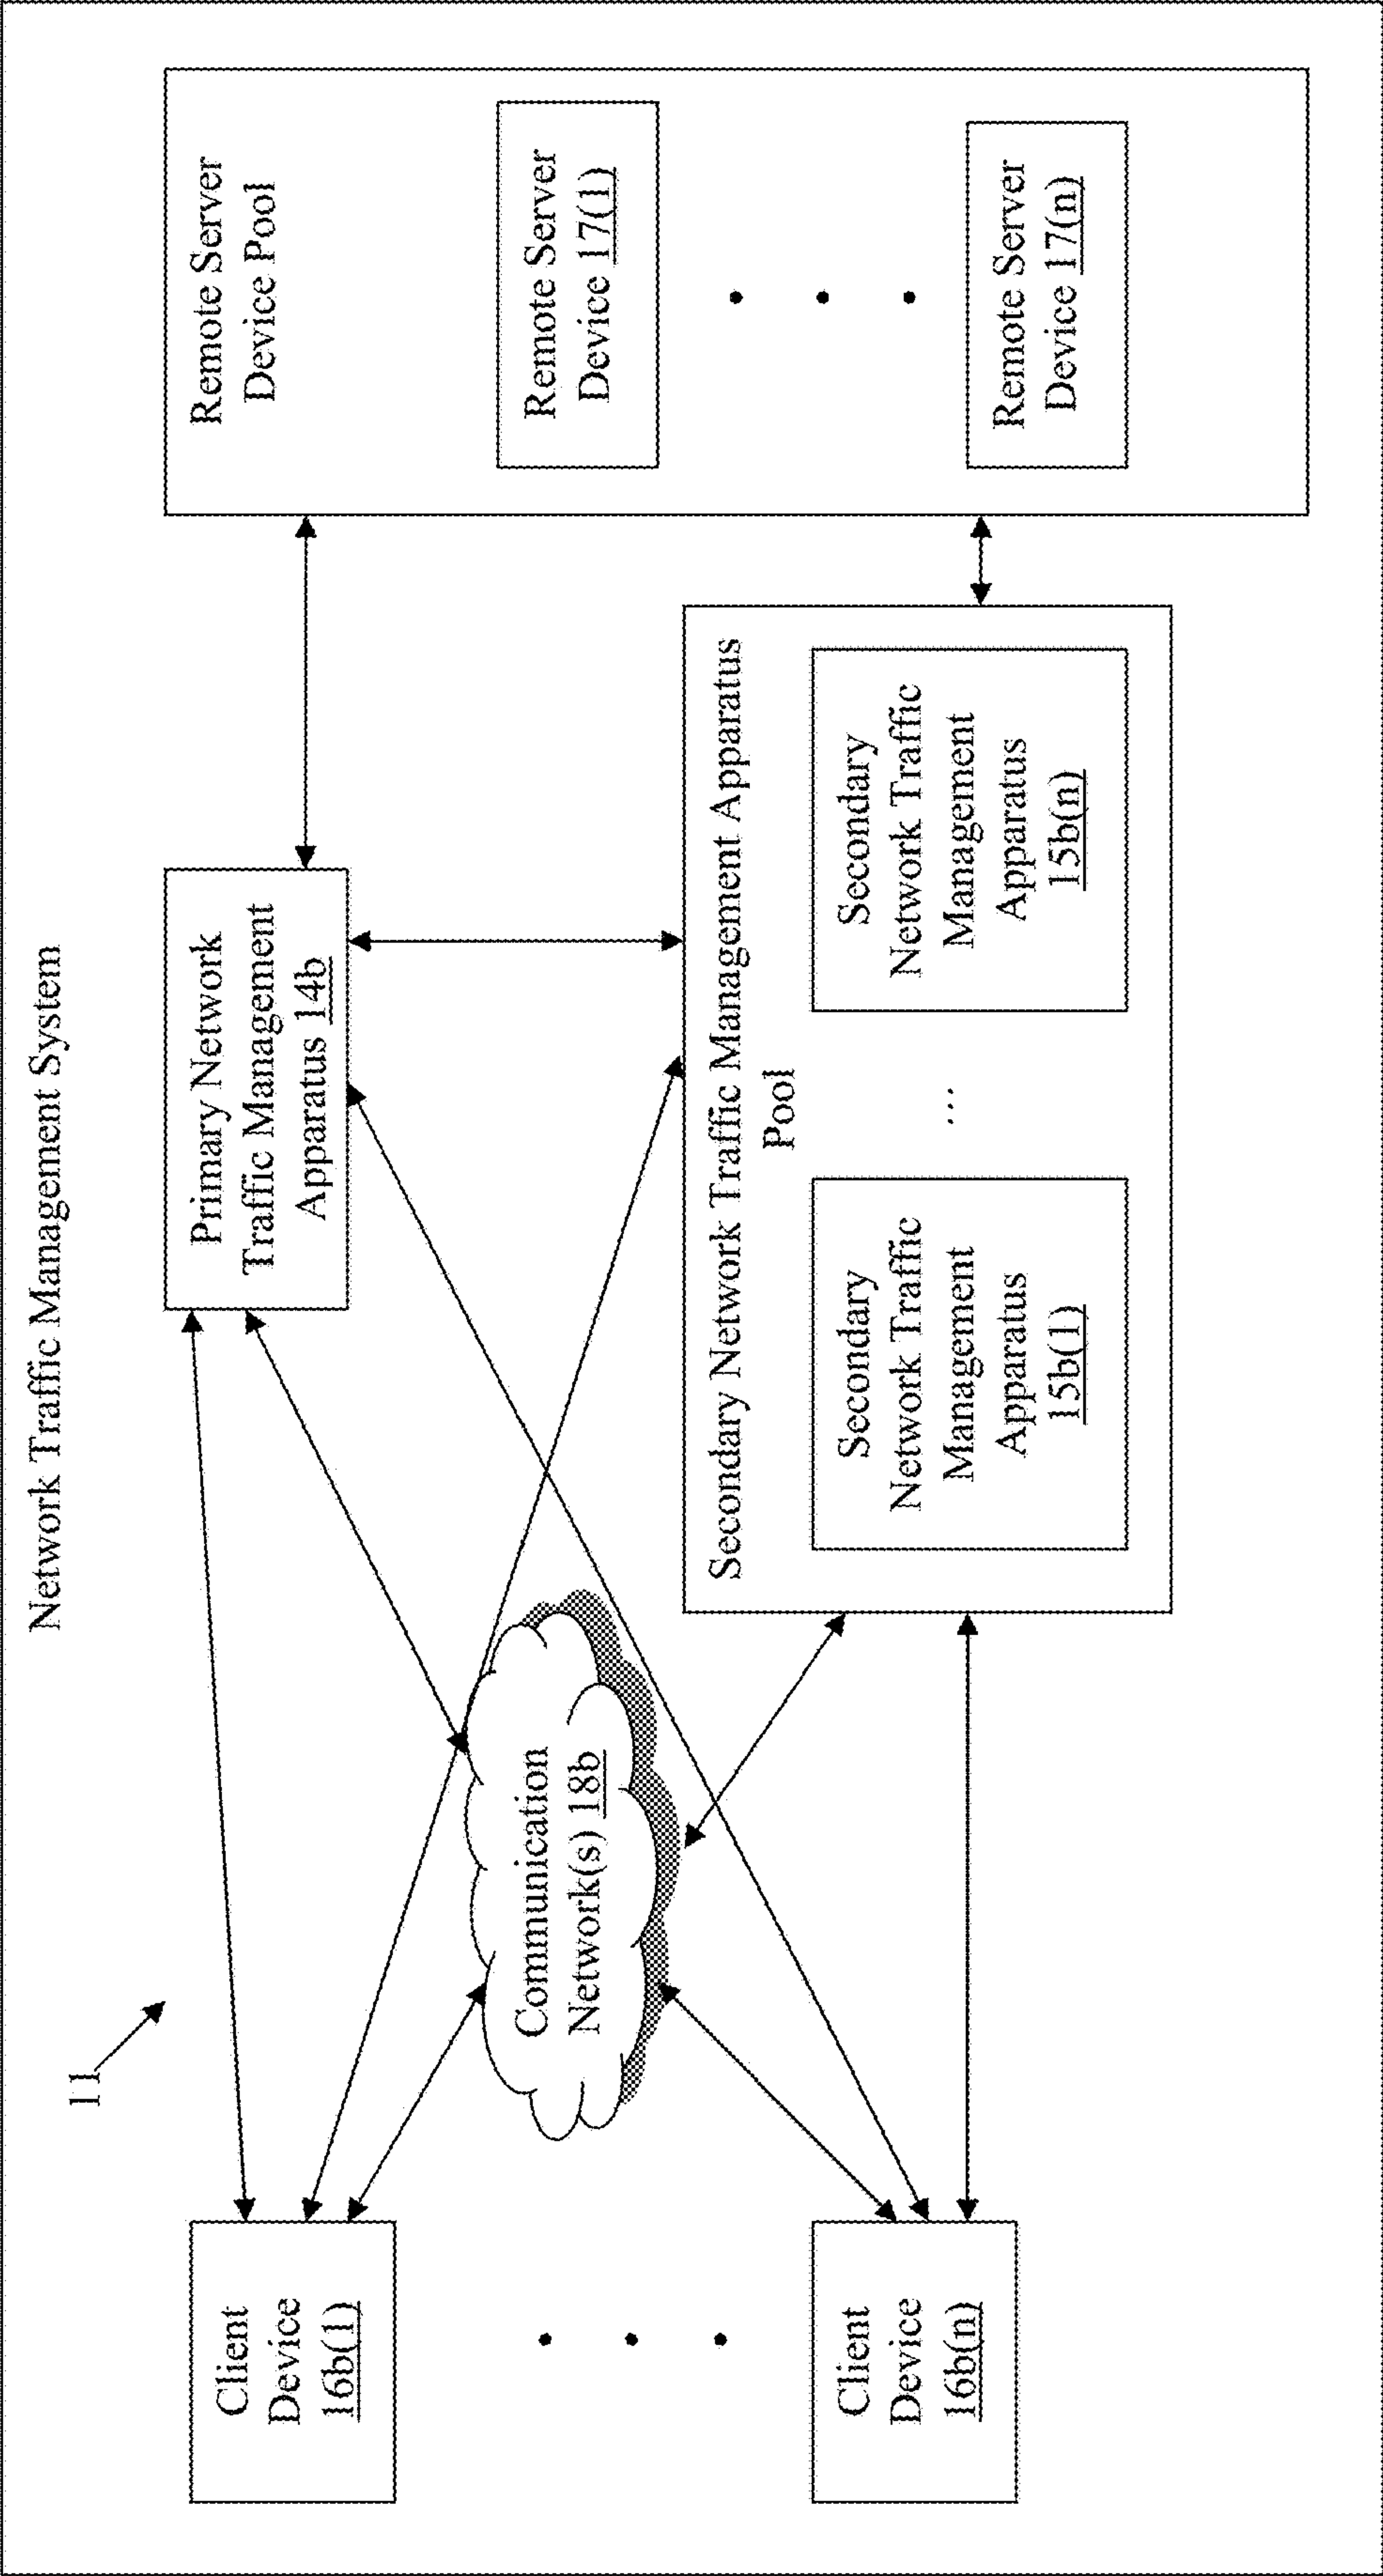 Network Traffic Management System
11
Client
Device
16b(1)
• • •
Client
Device
16b(n)
Communication
Network(s) 18b
Primary Network
Traffic Management
Apparatus 14b
Secondary Network Traffic Management Apparatus
Pool
Secondary
Network Traffic
Management
Apparatus
15b(1)
...
Secondary
Network Traffic
Management
Apparatus
15b(n)
Remote Server
Device Pool
Remote Server
Device 17(1)
• • •
Remote Server
Device 17(n)